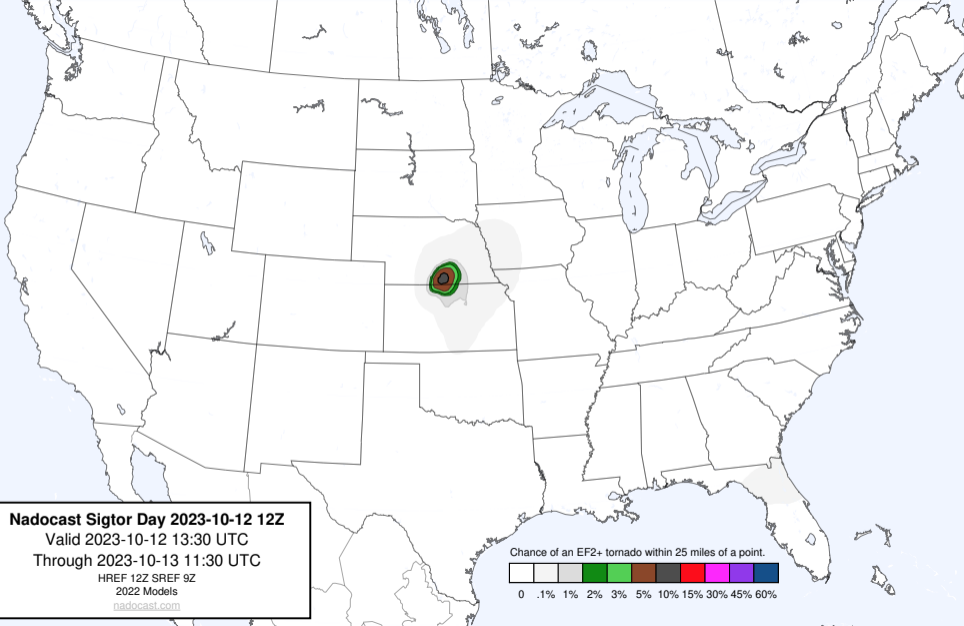 Nadocast Sigtor Day 2023-10-12 12Z
Valid 2023-10-12 13:30 UTC
Through 2023-10-13 11:30 UTC
HREF 12Z SREF 9Z
2022 Models
nadocast.com
Chance of an EF2+ tornado within 25 miles of a point.
0 .1% 1% 2% 3% 5% 10% 15% 30% 45% 60%